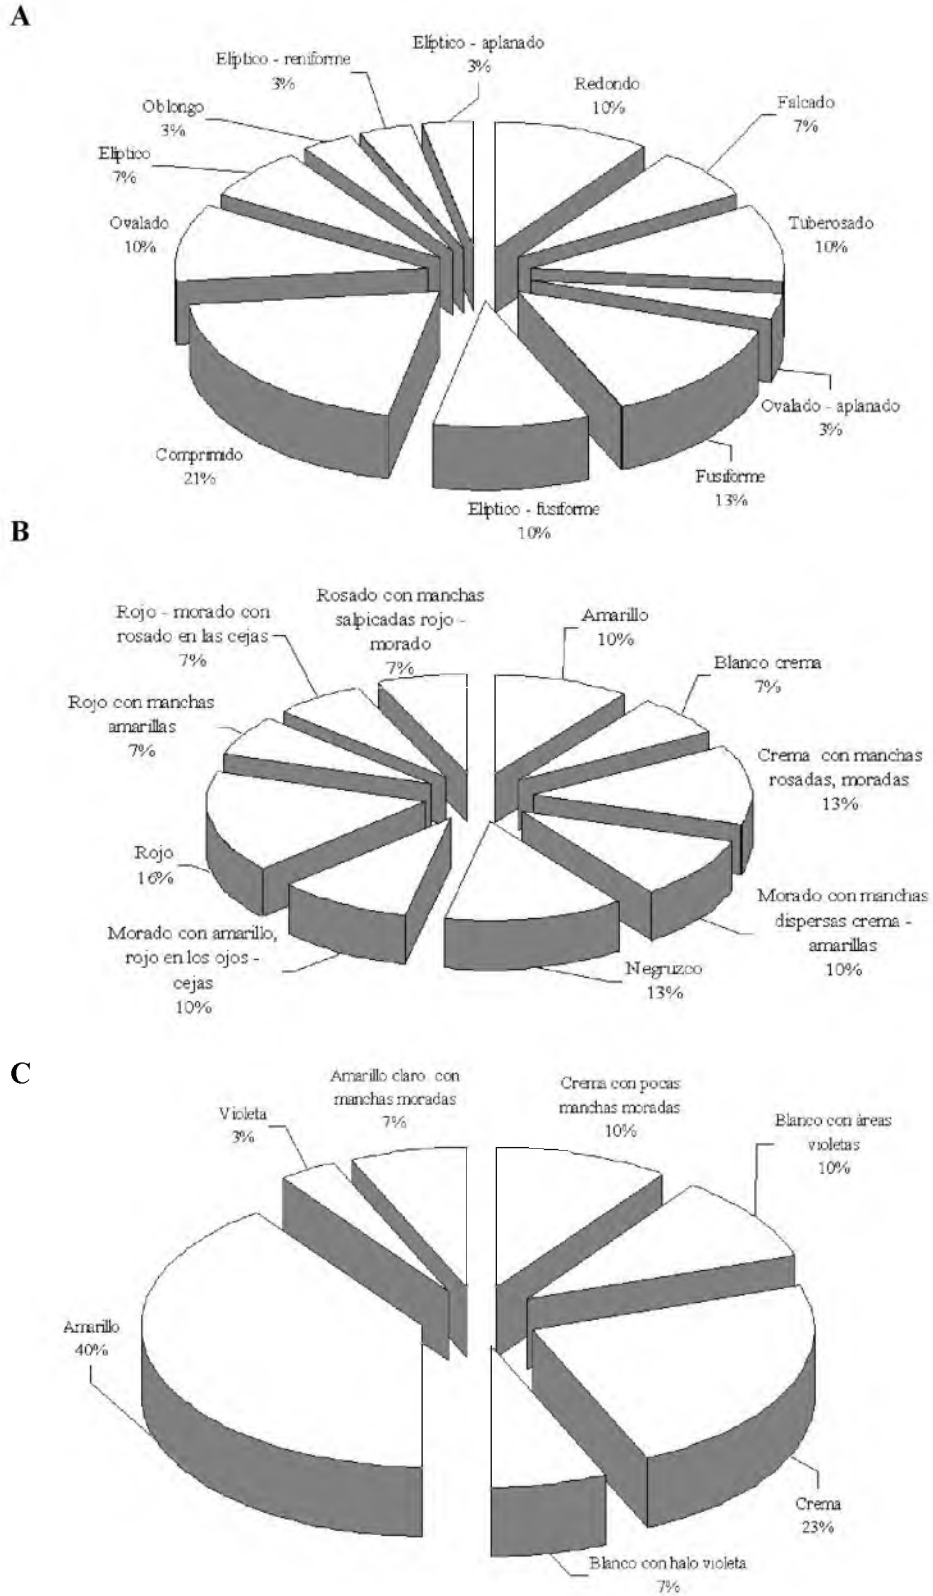 A
Elíptico - aplanado
3%
Elíptico - reniforme
3%
Redondo
10%
Falcado
7%
Oblongo
3%
Elíptico
7%
Ovalado
10%
Tuberosado
10%
Ovalado - aplanado
3%
Comprimido
21%
Fusiforme
13%
Elíptico - fusiforme
10%
B
Rosado con manchas
salpicadas rojo -
morado
7%
Rojo - morado con
rosado en las cejas
7%
Amarillo
10%
Blanco crema
7%
Rojo con manchas
amarillas
7%
Crema con manchas
rosadas, moradas
13%
Rojo
16%
Morado con manchas
dispersas crema -
amarillas
10%
Morado con amarillo,
rojo en los ojos -
cejas
10%
Negruzco
13%
C
Amarillo claro con
manchas moradas
7%
Crema con pocas
manchas moradas
10%
Violeta
3%
Blanco con áreas
violetas
10%
Amarillo
40%
Crema
23%
Blanco con halo violeta
7%